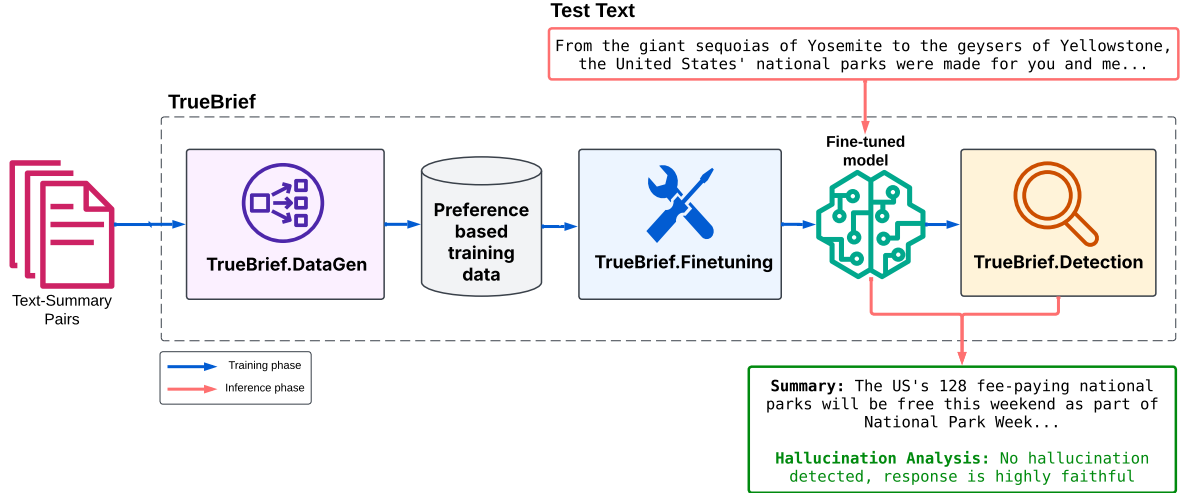 Test Text
From the giant sequoias of Yosemite to the geysers of Yellowstone,
the United States' national parks were made for you and me...
TrueBrief
Fine-tuned
model
Preference
based
training
data
TrueBrief.DataGen
TrueBrief.Finetuning
TrueBrief.Detection
Text-Summary
Pairs
Training phase
Inference phase
Summary: The US's 128 fee-paying national
parks will be free this weekend as part of
National Park Week...
Hallucination Analysis: No hallucination
detected, response is highly faithful